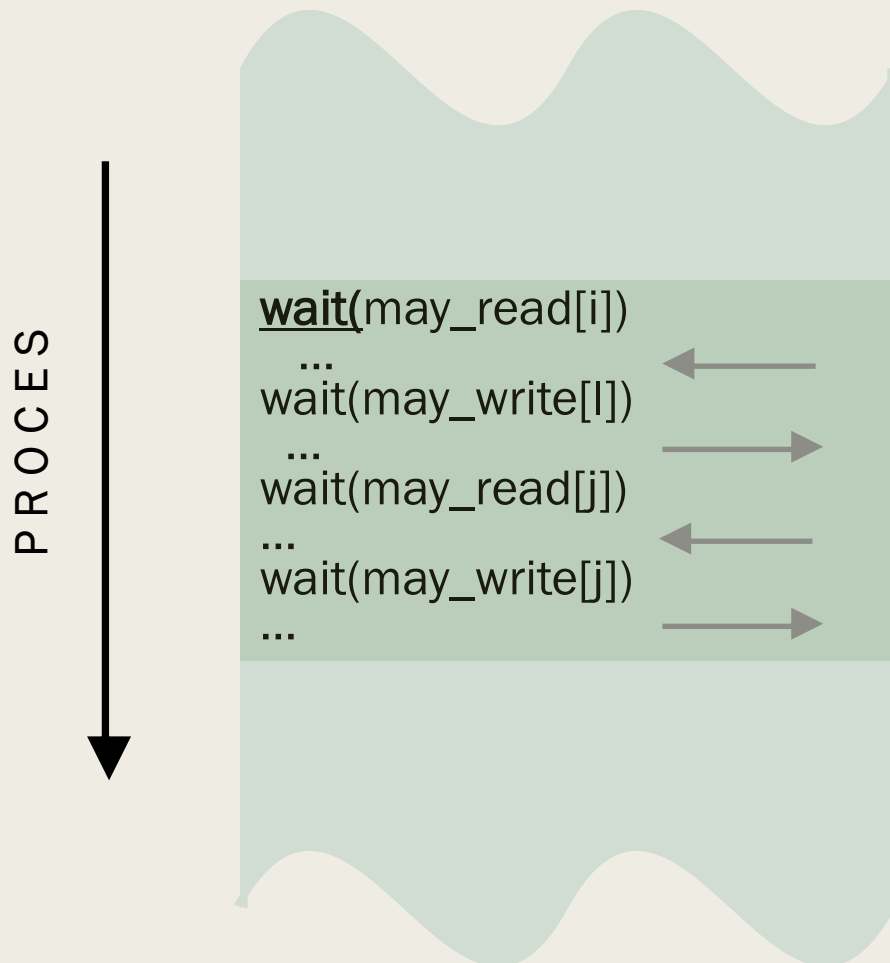 PROCES
wait(may_read[i])
...
wait(may_write[l])
...
wait(may_read[j])
...
wait(may_write[j])
...